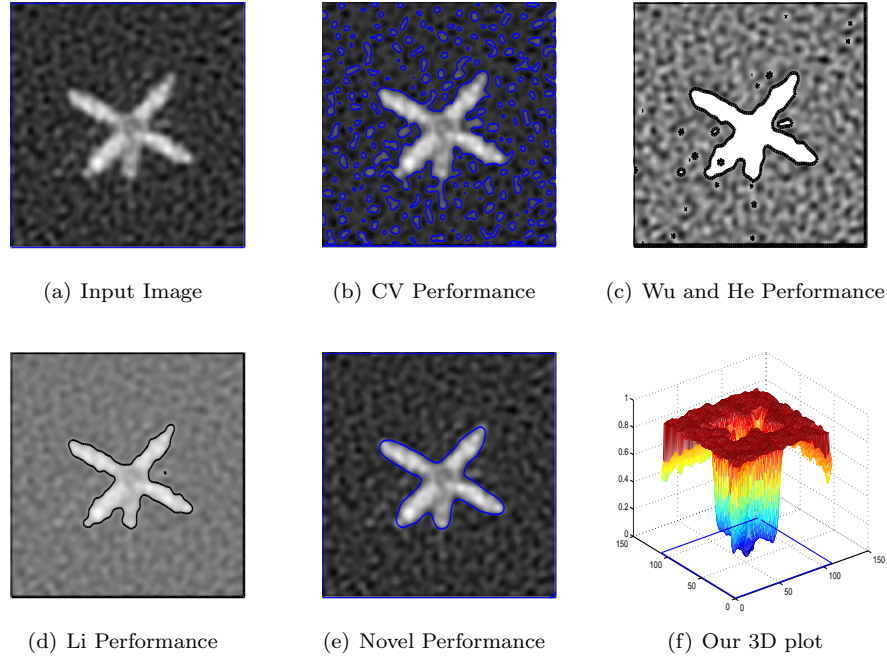 (a) Input Image
(b) CV Performance
(c) Wu and He Performance
(d) Li Performance
(e) Novel Performance
1
0.8
0.6
0.4
0.2
0
150
100
50
0
0
50
100
150
(f) Our 3D plot